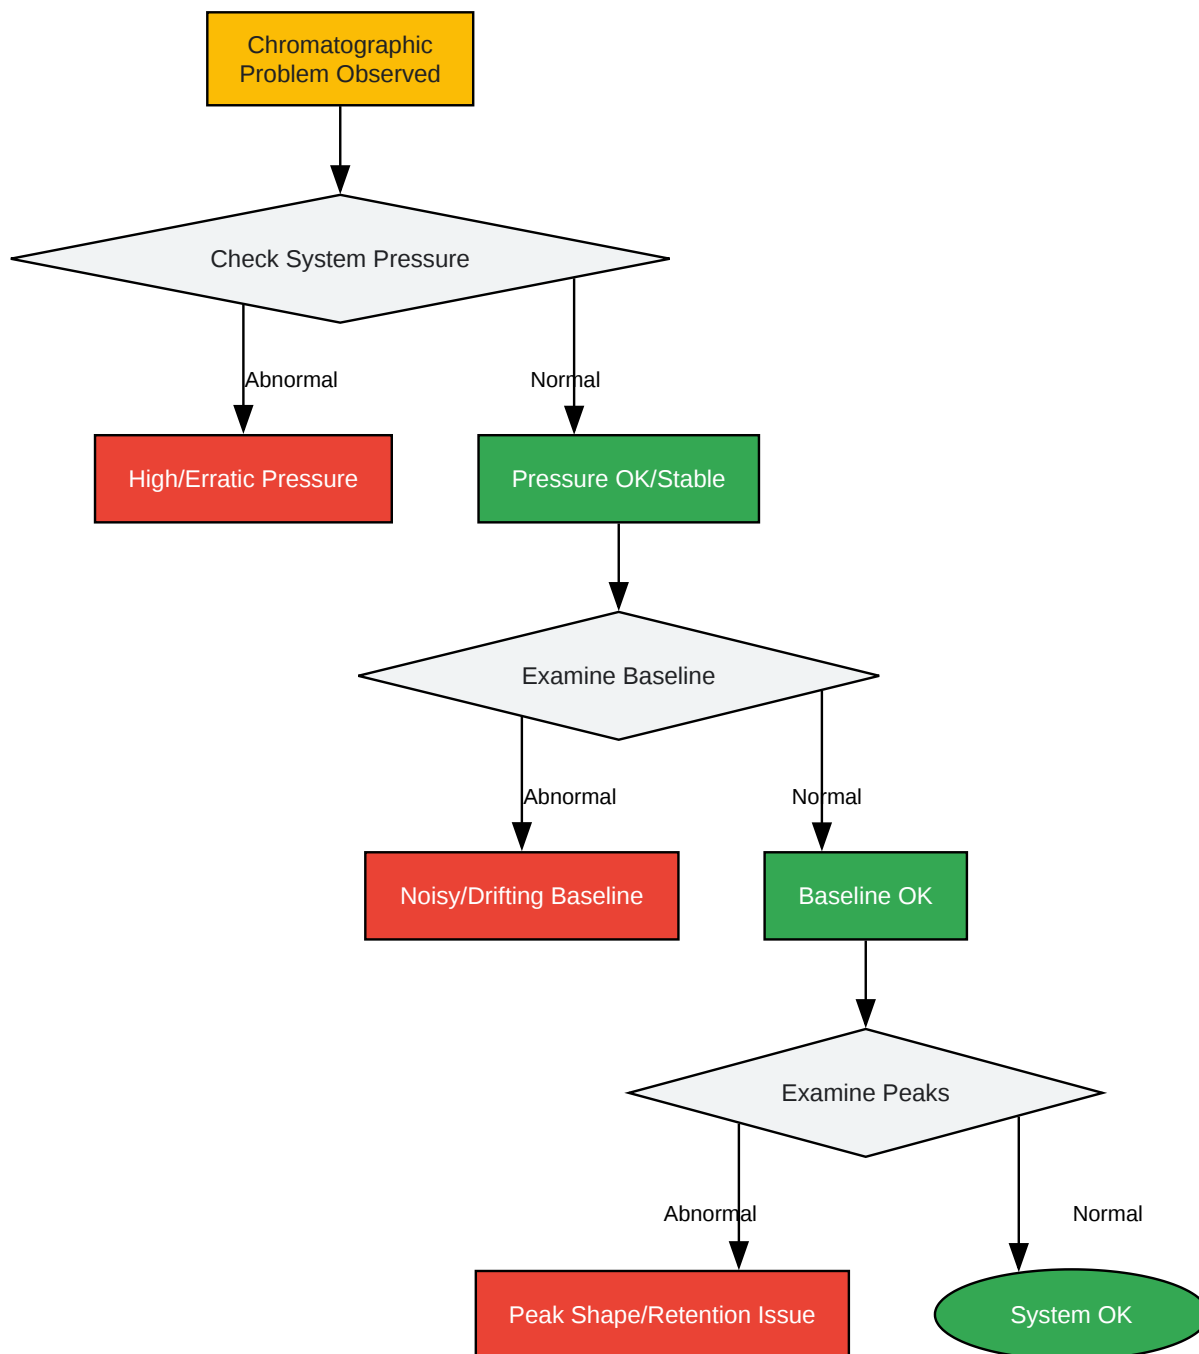 Chromatographic
Problem Observed
Check System Pressure
Abnormal
Normal
High/Erratic Pressure
Pressure OK/Stable
Examine Baseline
Abnormal
Normal
Noisy/Drifting Baseline
Baseline OK
Examine Peaks
Abnormal
Normal
Peak Shape/Retention Issue
System OK